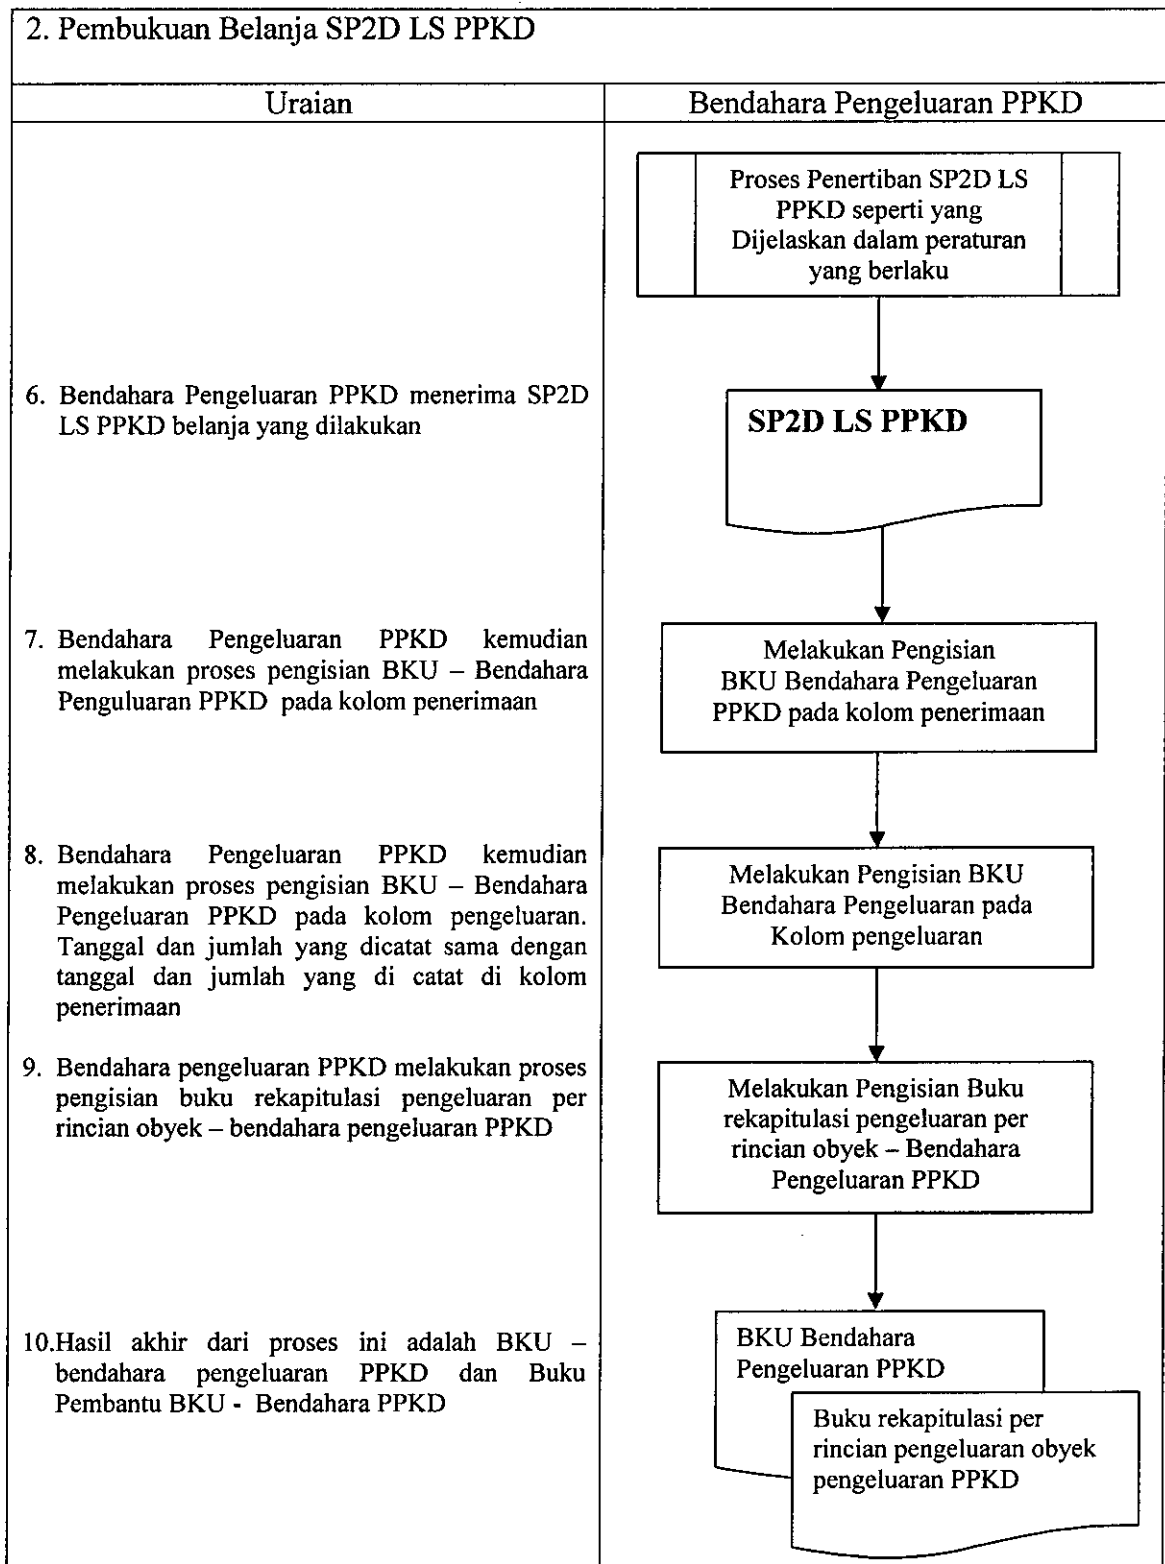 2. Pembukuan Belanja SP2D LS PPKD
Uraian
Bendahara Pengeluaran PPKD
Proses Penertiban SP2D LS
PPKD seperti yang
Dijelaskan dalam peraturan
yang berlaku
6. Bendahara Pengeluaran PPKD menerima SP2D
LS PPKD belanja yang dilakukan
SP2D LS PPKD
7. Bendahara Pengeluaran PPKD kemudian
melakukan proses pengisian BKU – Bendahara
Penguluaran PPKD pada kolom penerimaan
Melakukan Pengisian
BKU Bendahara Pengeluaran
PPKD pada kolom penerimaan
8. Bendahara Pengeluaran PPKD kemudian
melakukan proses pengisian BKU – Bendahara
Pengeluaran PPKD pada kolom pengeluaran.
Tanggal dan jumlah yang dicatat sama dengan
tanggal dan jumlah yang di catat di kolom
penerimaan
Melakukan Pengisian BKU
Bendahara Pengeluaran pada
Kolom pengeluaran
9. Bendahara pengeluaran PPKD melakukan proses
pengisian buku rekapitulasi pengeluaran per
rincian obyek – bendahara pengeluaran PPKD
Melakukan Pengisian Buku
rekapitulasi pengeluaran per
rincian obyek – Bendahara
Pengeluaran PPKD
10.Hasil akhir dari proses ini adalah BKU –
bendahara pengeluaran PPKD dan Buku
Pembantu BKU - Bendahara PPKD
BKU Bendahara
Pengeluaran PPKD
Buku rekapitulasi per
rincian pengeluaran obyek
pengeluaran PPKD